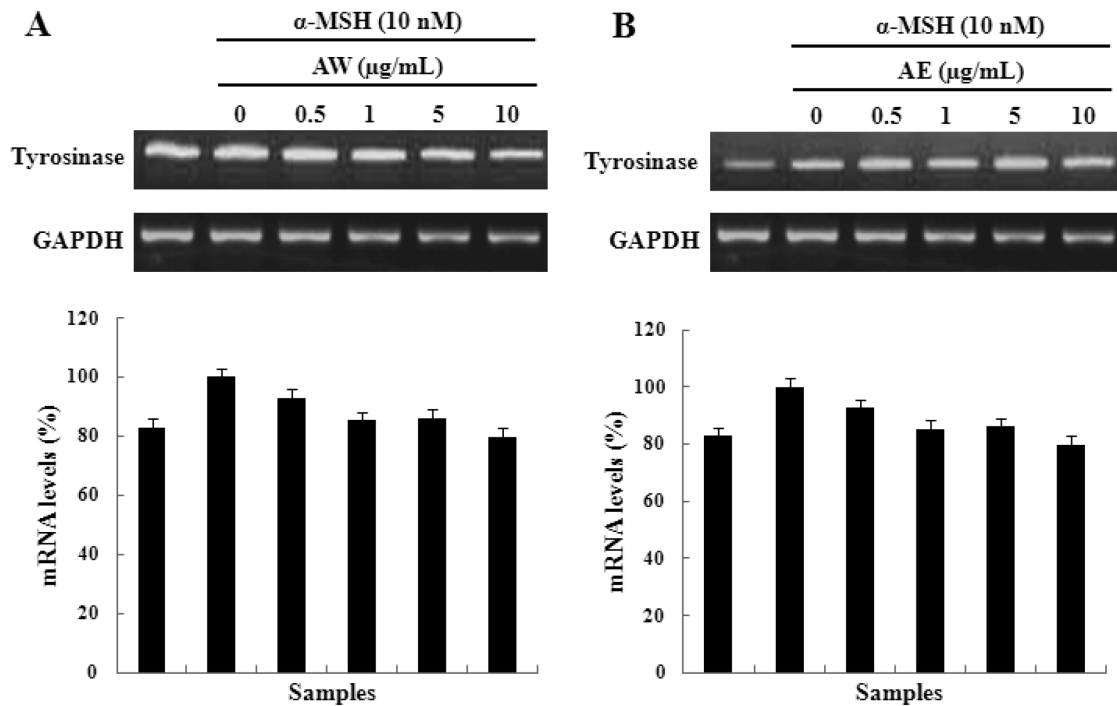 A
α-MSH (10 nM)
AW (µg/mL)
0 0.5 1 5 10
Tyrosinase
GAPDH
120
100
80
60
40
20
0
mRNA levels (%)
Samples
B
α-MSH (10 nM)
AE (µg/mL)
0 0.5 1 5 10
Tyrosinase
GAPDH
120
100
80
60
40
20
0
mRNA levels (%)
Samples